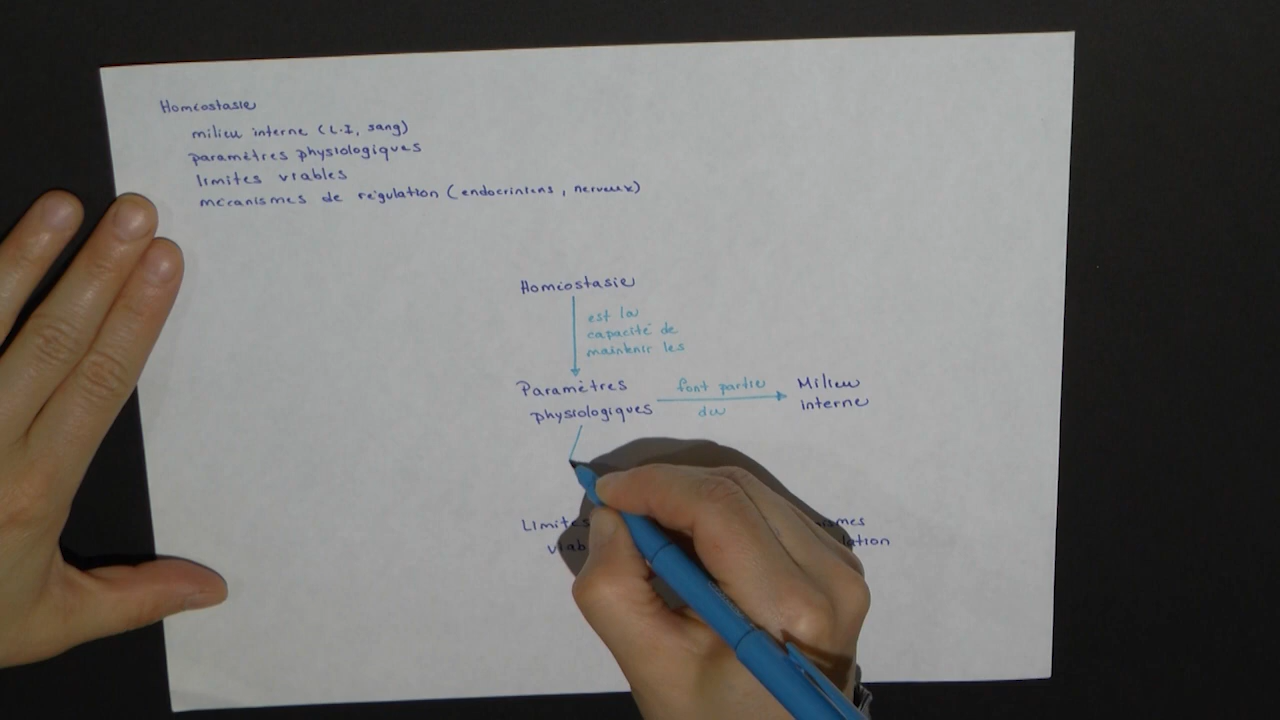 Homéostasie
milieu interne (L.I, sang)
paramètres physiologiques
limites viables
mécanismes de régulation (endocriniens, nerveux)
Homéostasie
est la
capacité de
maintenir les
Paramètres
physiologiques
font partie
du
Milieu
interne